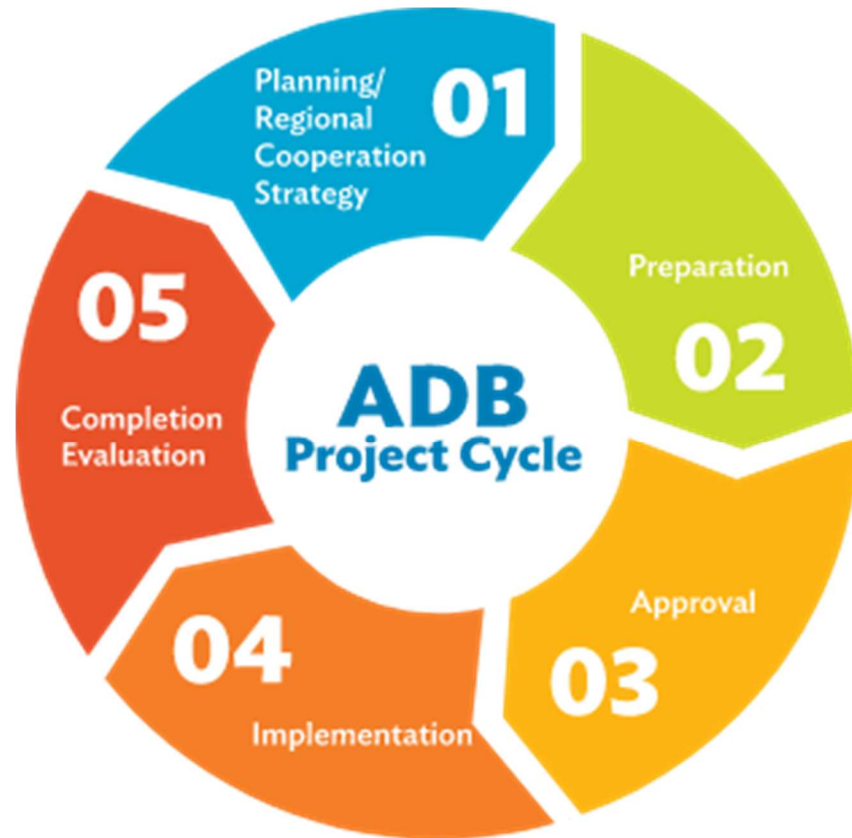 ADB
Project Cycle
Planning/
Regional
Cooperation
Strategy
01
Preparation
02
Approval
03
04
Implementation
05
Completion
Evaluation